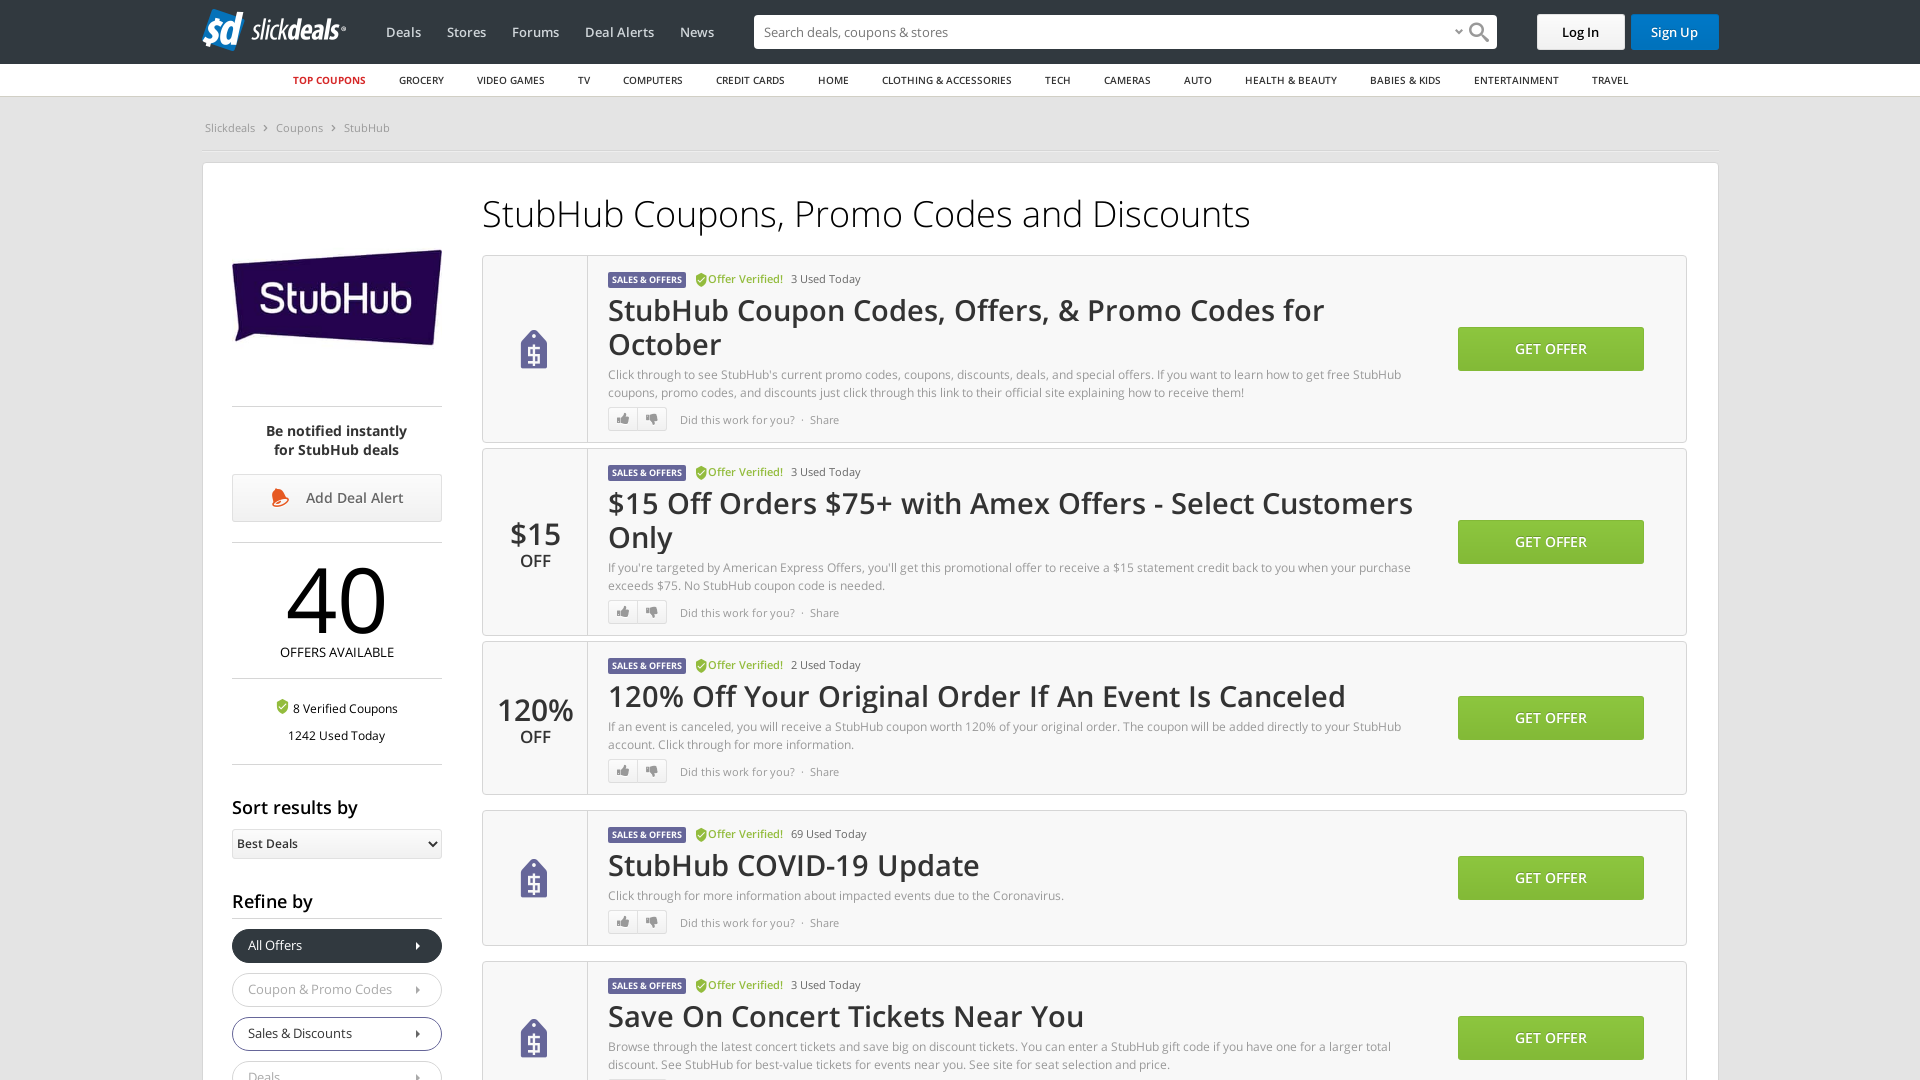 sd slickdeals
Deals
Stores
Forums
Deal Alerts
News
Search deals, coupons & stores
Log In
Sign Up
TOP COUPONS
GROCERY
VIDEO GAMES
TV
COMPUTERS
CREDIT CARDS
HOME
CLOTHING & ACCESSORIES
TECH
CAMERAS
AUTO
HEALTH & BEAUTY
BABIES & KIDS
ENTERTAINMENT
TRAVEL
Slickdeals › Coupons › StubHub
StubHub
Be notified instantly
for StubHub deals
Add Deal Alert
40
OFFERS AVAILABLE
8 Verified Coupons
1242 Used Today
Sort results by
Best Deals
Refine by
All Offers
Coupon & Promo Codes
Sales & Discounts
Deals
StubHub Coupons, Promo Codes and Discounts
SALES & OFFERS Offer Verified! 3 Used Today
StubHub Coupon Codes, Offers, & Promo Codes for
October
Click through to see StubHub's current promo codes, coupons, discounts, deals, and special offers. If you want to learn how to get free StubHub
coupons, promo codes, and discounts just click through this link to their official site explaining how to receive them!
Did this work for you? · Share
GET OFFER
$15
OFF
SALES & OFFERS Offer Verified! 3 Used Today
$15 Off Orders $75+ with Amex Offers - Select Customers
Only
If you're targeted by American Express Offers, you'll get this promotional offer to receive a $15 statement credit back to you when your purchase
exceeds $75. No StubHub coupon code is needed.
Did this work for you? · Share
GET OFFER
120%
OFF
SALES & OFFERS Offer Verified! 2 Used Today
120% Off Your Original Order If An Event Is Canceled
If an event is canceled, you will receive a StubHub coupon worth 120% of your original order. The coupon will be added directly to your StubHub
account. Click through for more information.
Did this work for you? · Share
GET OFFER
SALES & OFFERS Offer Verified! 69 Used Today
StubHub COVID-19 Update
Click through for more information about impacted events due to the Coronavirus.
Did this work for you? · Share
GET OFFER
SALES & OFFERS Offer Verified! 3 Used Today
Save On Concert Tickets Near You
Browse through the latest concert tickets and save big on discount tickets. You can enter a StubHub gift code if you have one for a larger total
discount. See StubHub for best-value tickets for events near you. See site for seat selection and price.
GET OFFER